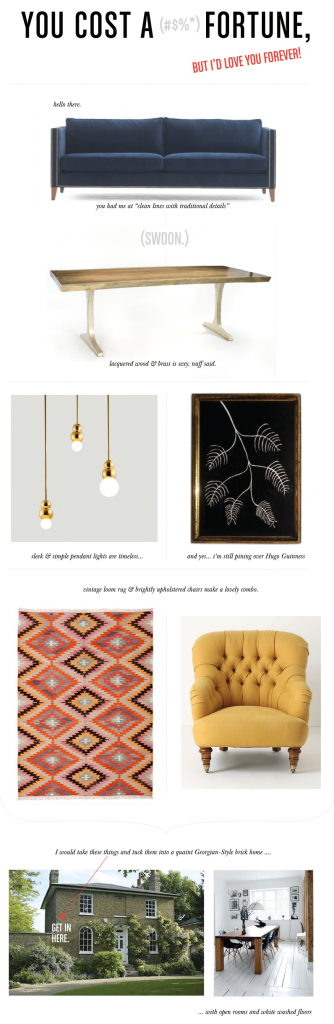 YOU COST A (#$%*) FORTUNE,
BUT I'D LOVE YOU FOREVER!
hello there.
you had me at "clean lines with traditional details"
(SWOON.)
lacquered wood & brass is sexy, nuff said.
sleek & simple pendant lights are timeless...
and yes... i'm still pining over Hugo Guinness
vintage loom rug & brightly upholstered chairs make a lovely combo.
I would take these things and tuck them into a quaint Georgian-Style brick home ....
GET IN
HERE.
... with open rooms and white washed floors